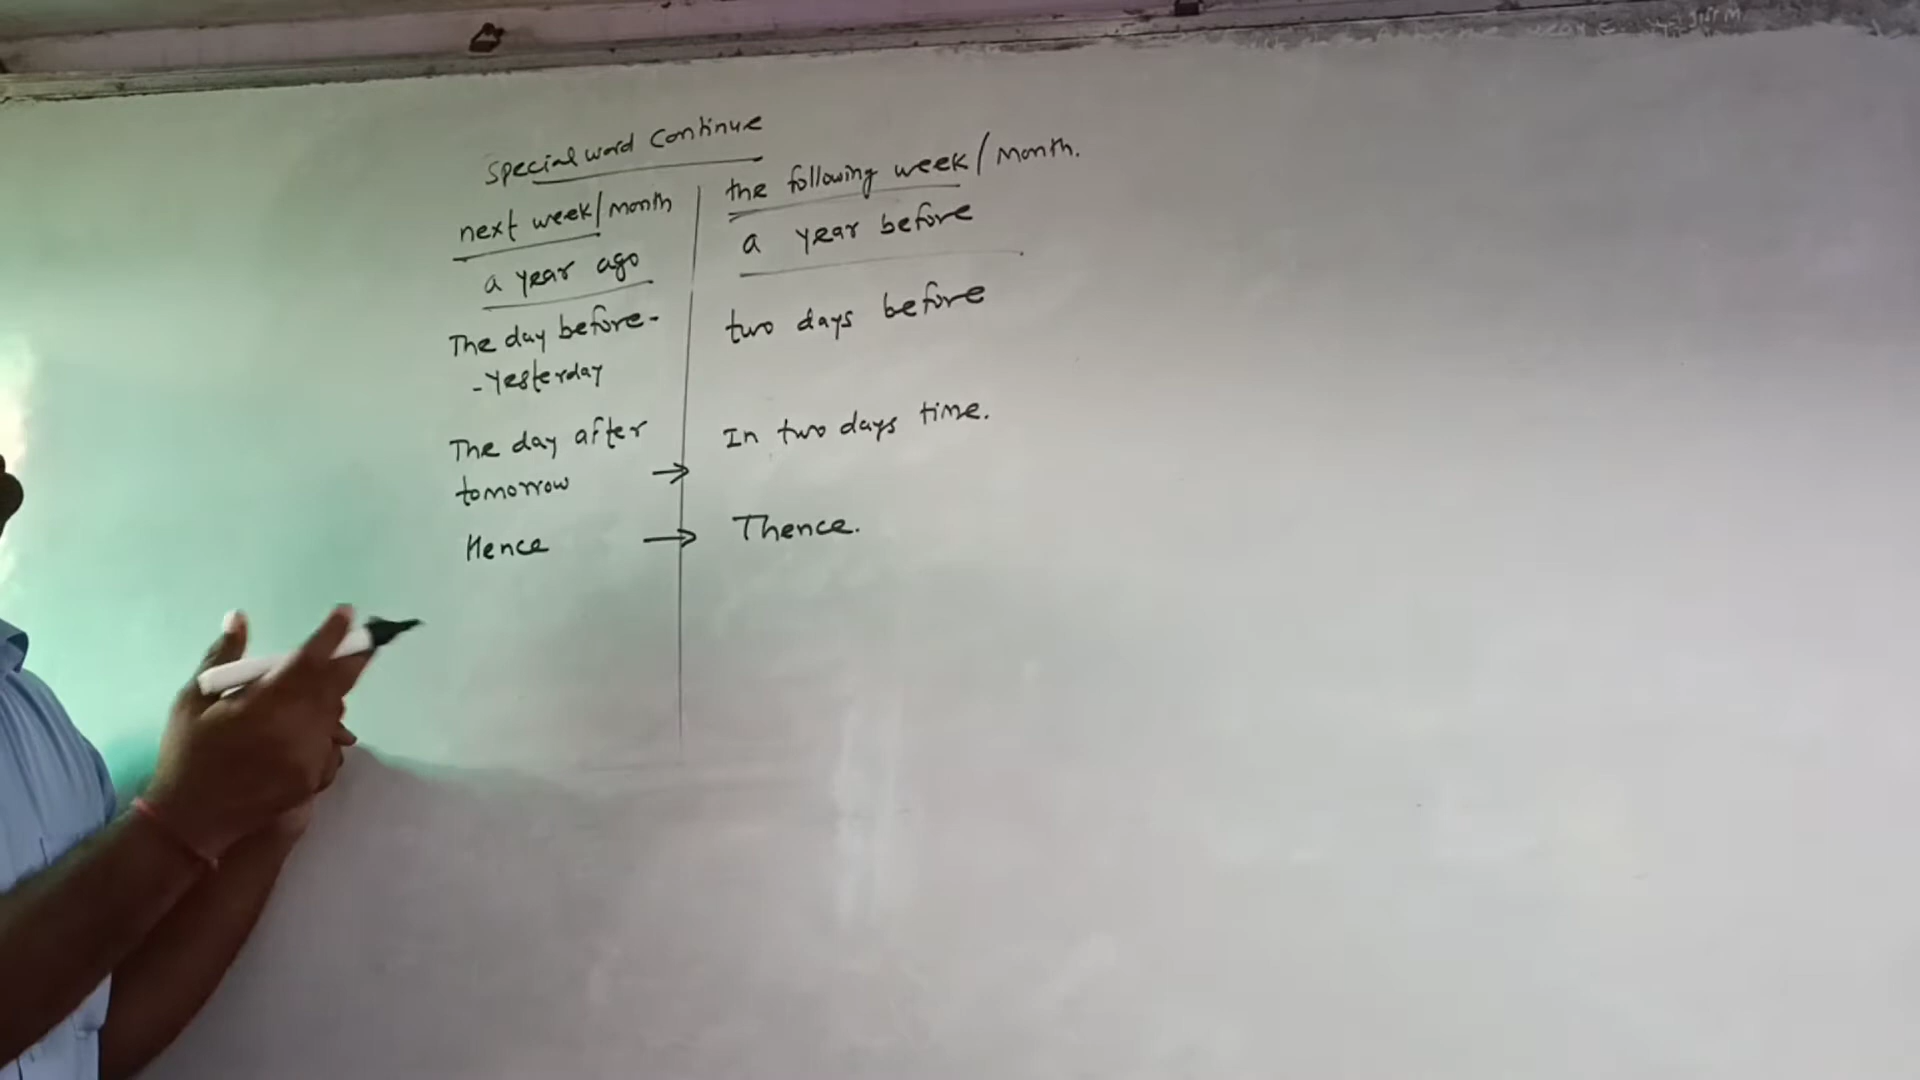 Special word Continue
next week/month the following week/month.
a year ago a year before
The day before- two days before
-Yesterday
The day after In two days time.
tomorrow →
Hence → Thence.